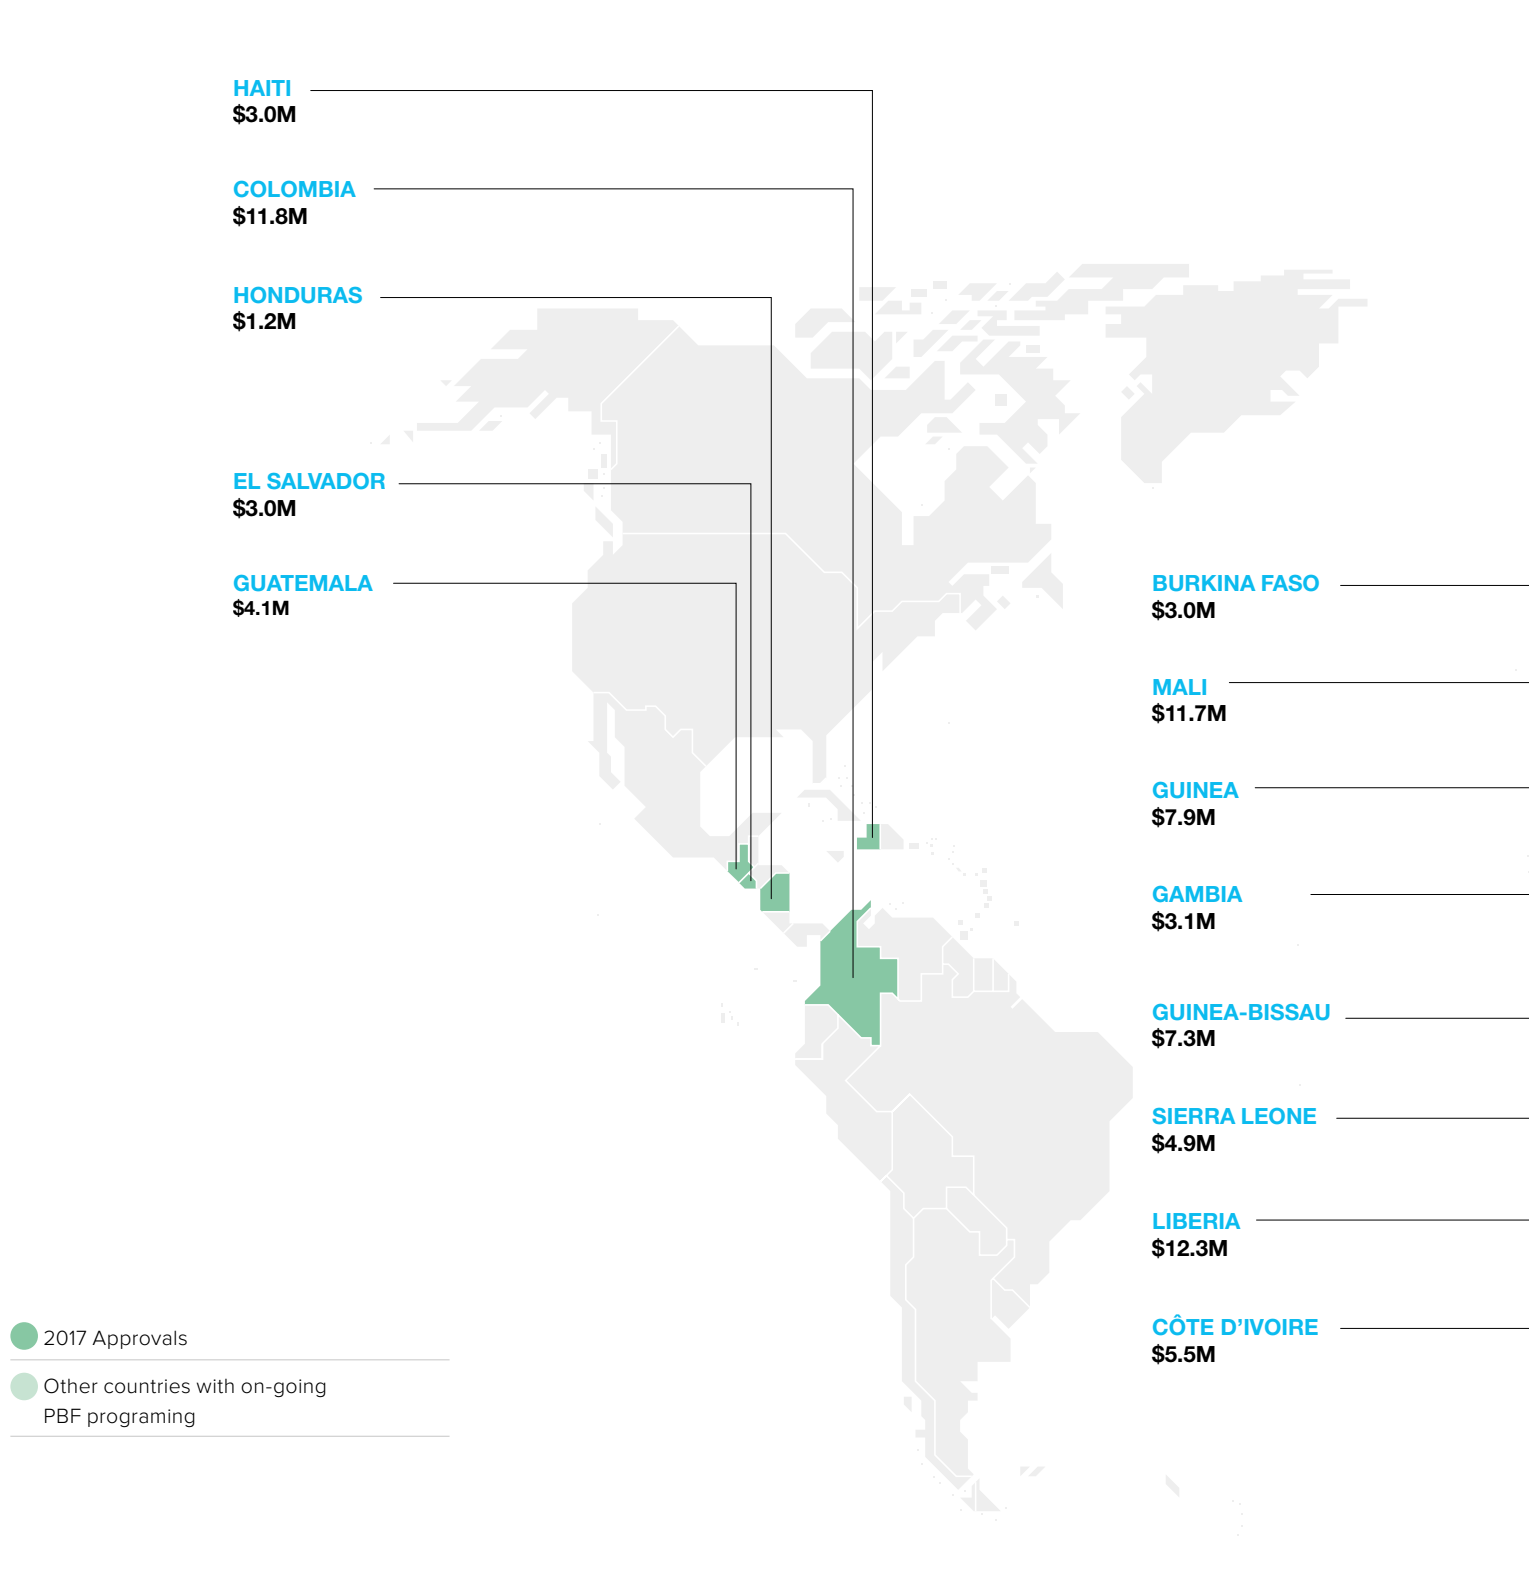 HAITI
$3.0M
COLOMBIA
$11.8M
HONDURAS
$1.2M
EL SALVADOR
$3.0M
GUATEMALA
$4.1M
BURKINA FASO
$3.0M
MALI
$11.7M
GUINEA
$7.9M
GAMBIA
$3.1M
GUINEA-BISSAU
$7.3M
SIERRA LEONE
$4.9M
LIBERIA
$12.3M
CÔTE D’IVOIRE
$5.5M
2017 Approvals
Other countries with on-going
PBF programing